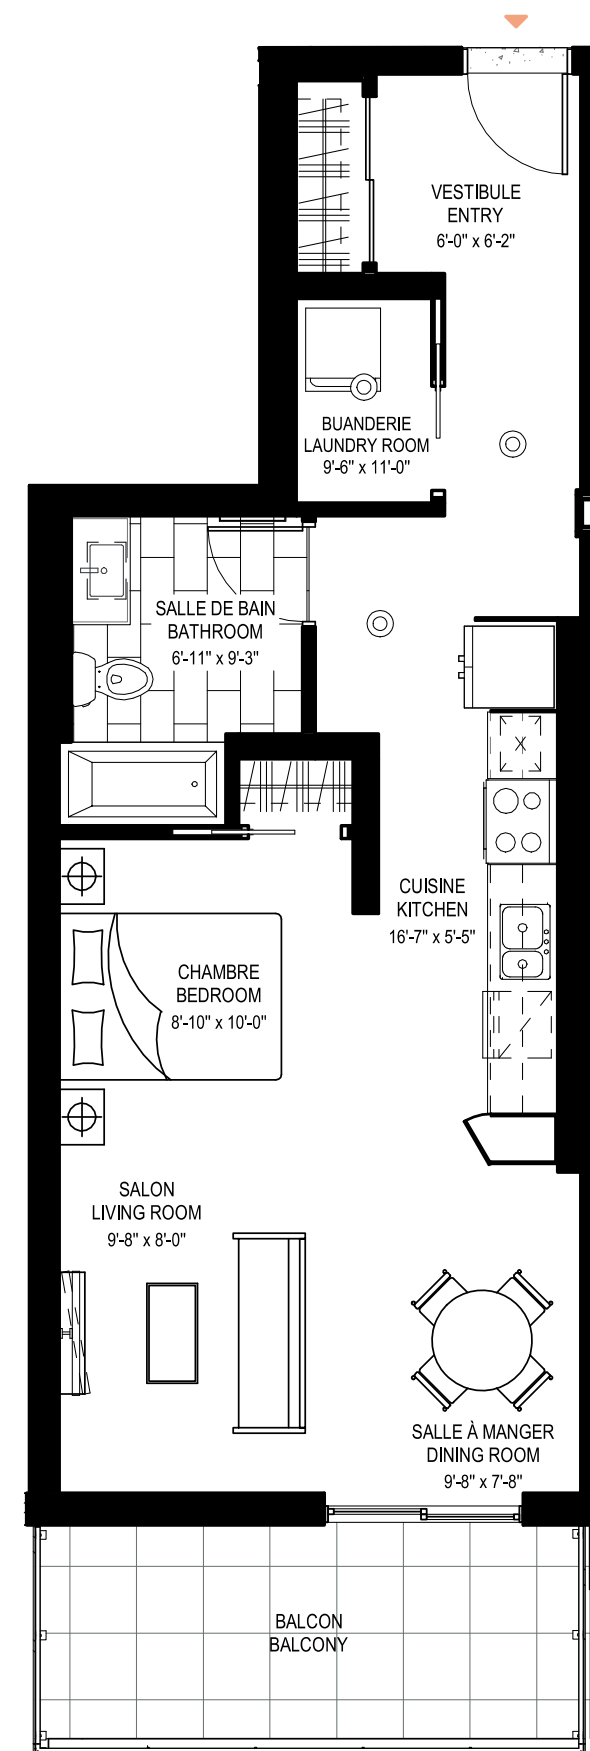 VESTIBULE
ENTRY
6'-0" x 6'-2"
BUANDERIE
LAUNDRY ROOM
9'-6" x 11'-0"
SALLE DE BAIN
BATHROOM
6'-11" x 9'-3"
CUISINE
KITCHEN
16'-7" x 5'-5"
CHAMBRE
BEDROOM
8'-10" x 10'-0"
SALON
LIVING ROOM
9'-8" x 8'-0"
SALLE À MANGER
DINING ROOM
9'-8" x 7'-8"
BALCON
BALCONY